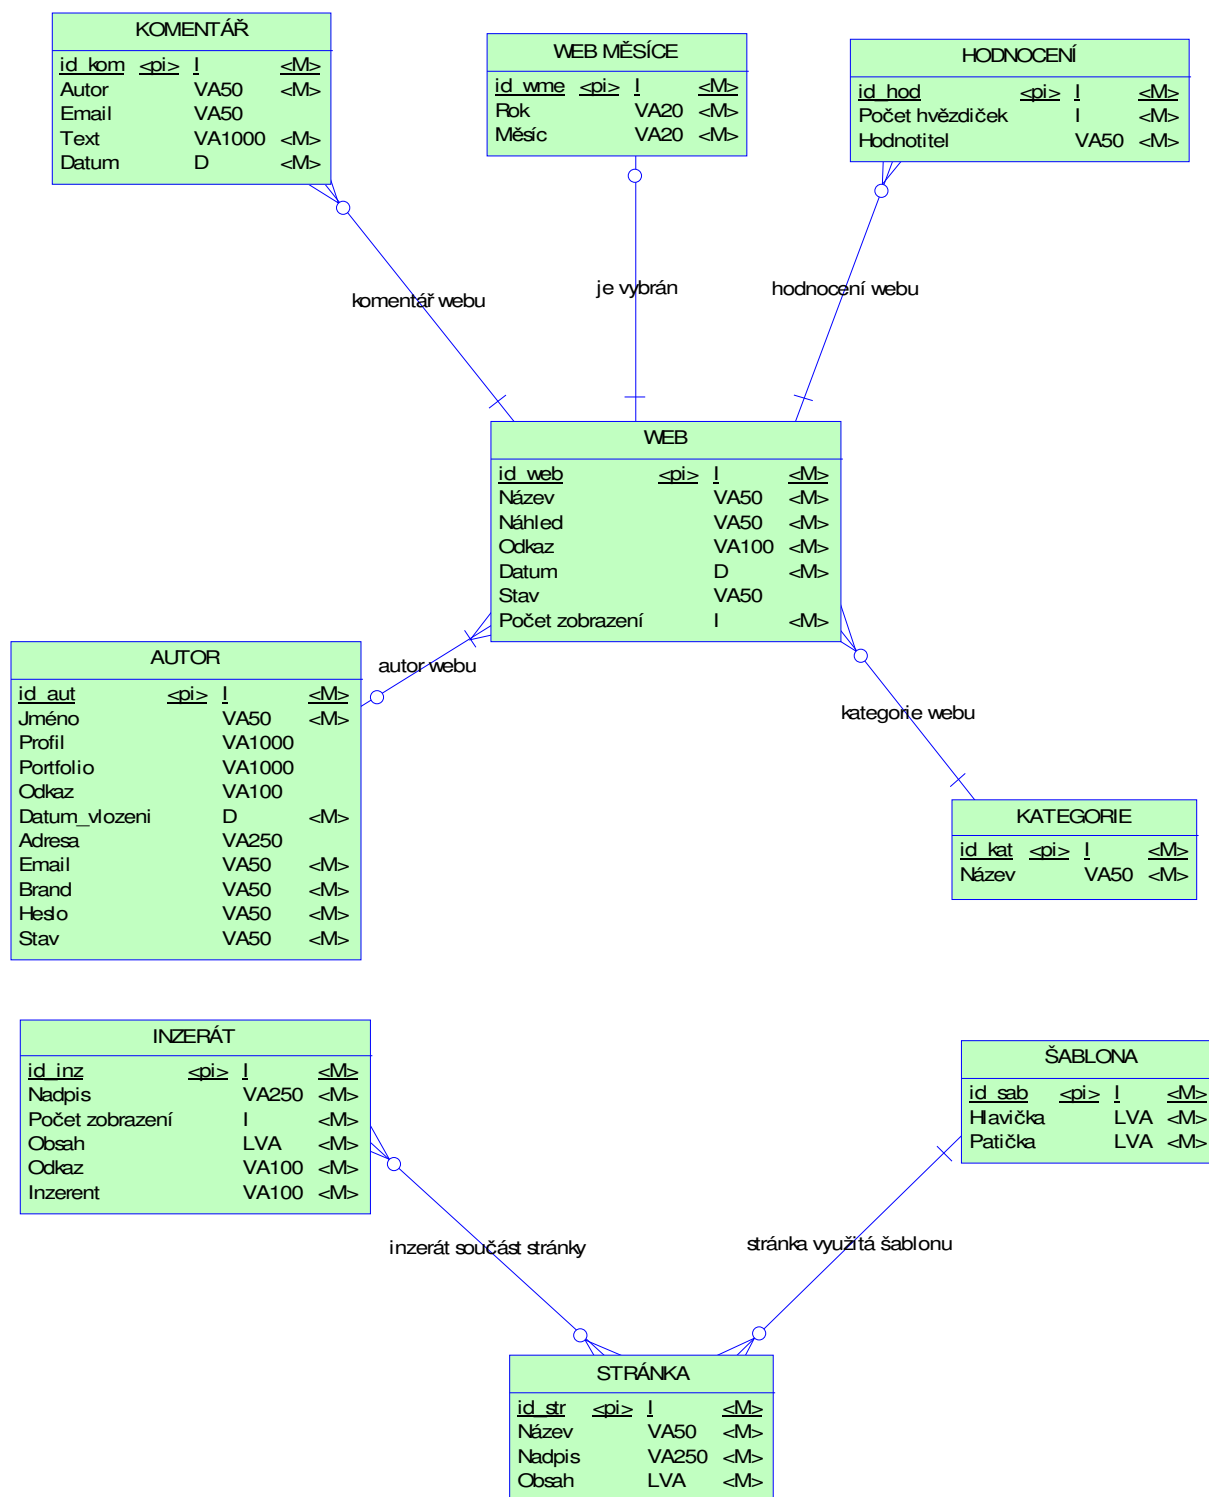 KOMENTÁŘ
id_kom <pi> I <M>
Autor VA50 <M>
Email VA50
Text VA1000 <M>
Datum D <M>
WEB MĚSÍCE
id_wme <pi> I <M>
Rok VA20 <M>
Měsíc VA20 <M>
HODNOCENÍ
id_hod <pi> I <M>
Počet hvězdiček I <M>
Hodnotitel VA50 <M>
komentář webu
je vybrán
hodnocení webu
WEB
id_web <pi> I <M>
Název VA50 <M>
Náhled VA50 <M>
Odkaz VA100 <M>
Datum D <M>
Stav VA50
Počet zobrazení I <M>
autor webu
kategorie webu
AUTOR
id_aut <pi> I <M>
Jméno VA50 <M>
Profil VA1000
Portfolio VA1000
Odkaz VA100
Datum_vlozeni D <M>
Adresa VA250
Email VA50 <M>
Brand VA50 <M>
Heslo VA50 <M>
Stav VA50 <M>
KATEGORIE
id_kat <pi> I <M>
Název VA50 <M>
INZERÁT
id_inz <pi> I <M>
Nadpis VA250 <M>
Počet zobrazení I <M>
Obsah LVA <M>
Odkaz VA100 <M>
Inzerent VA100 <M>
ŠABLONA
id_sab <pi> I <M>
Hlavička LVA <M>
Patička LVA <M>
inzerát součást stránky
stránka využitá šablonu
STRÁNKA
id_str <pi> I <M>
Název VA50 <M>
Nadpis VA250 <M>
Obsah LVA <M>